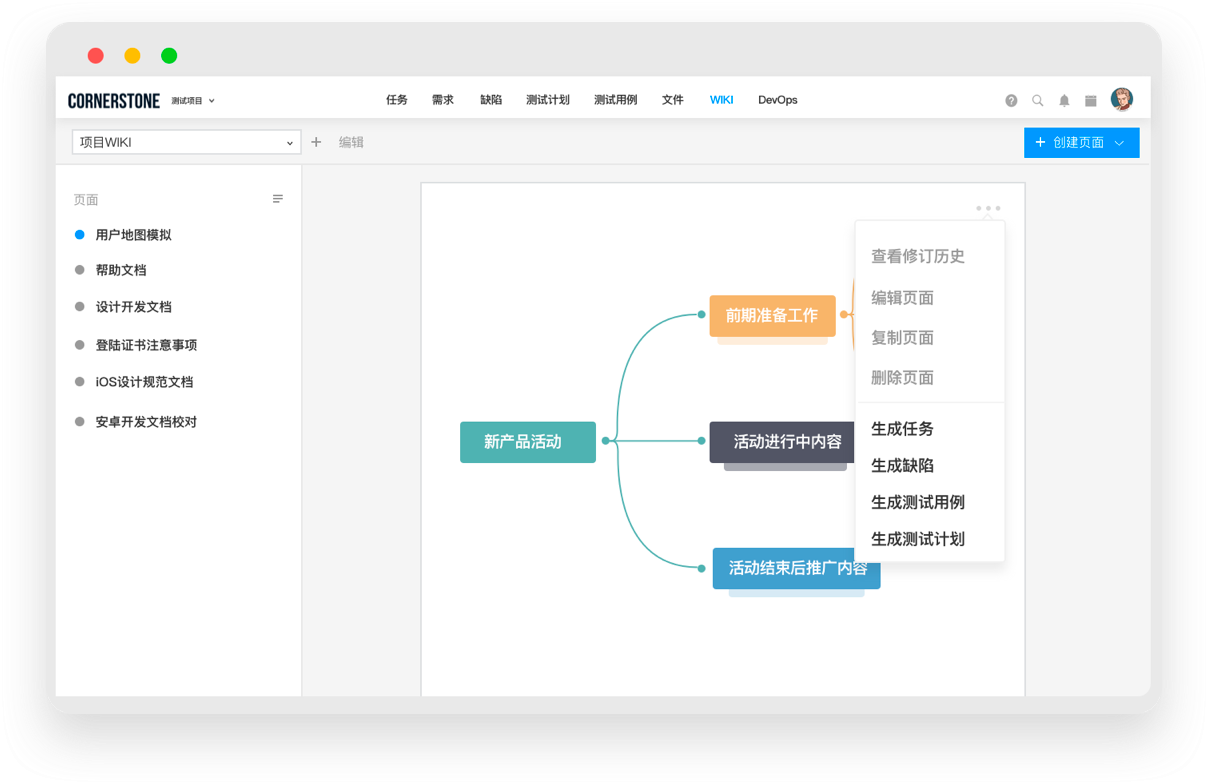 CORNERSTONE 测试项目 任务 需求 缺陷 测试计划 测试用例 文件 WIKI DevOps
项目WIKI 编辑 创建页面
页面
用户地图模拟
帮助文档
设计开发文档
登陆证书注意事项
iOS设计规范文档
安卓开发文档校对
新产品活动
前期准备工作
活动进行中内容
活动结束后推广内容
查看修订历史
编辑页面
复制页面
删除页面
生成任务
生成缺陷
生成测试用例
生成测试计划